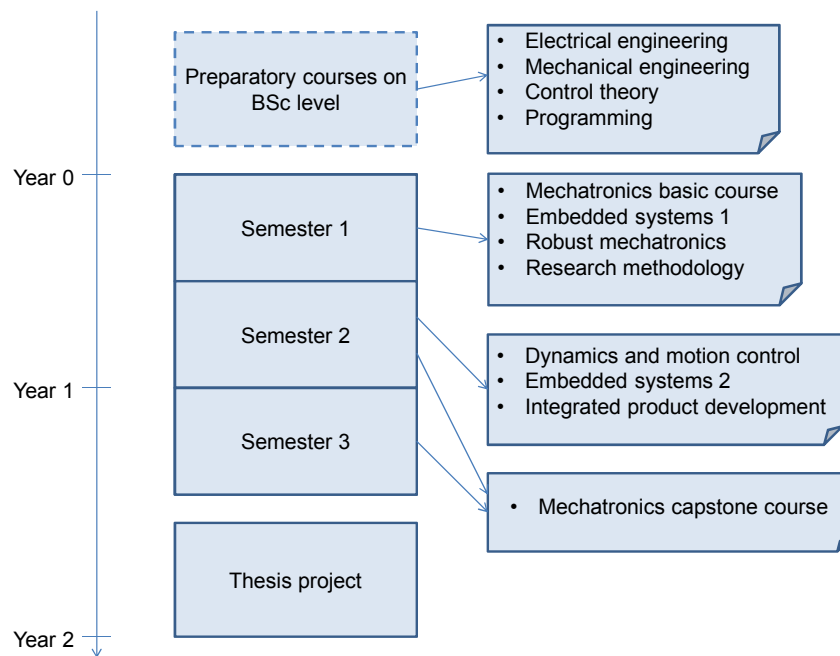 Preparatory courses on
BSc level
• Electrical engineering
• Mechanical engineering
• Control theory
• Programming
Year 0
Semester 1
• Mechatronics basic course
• Embedded systems 1
• Robust mechatronics
• Research methodology
Semester 2
• Dynamics and motion control
• Embedded systems 2
• Integrated product development
Year 1
Semester 3
• Mechatronics capstone course
Thesis project
Year 2